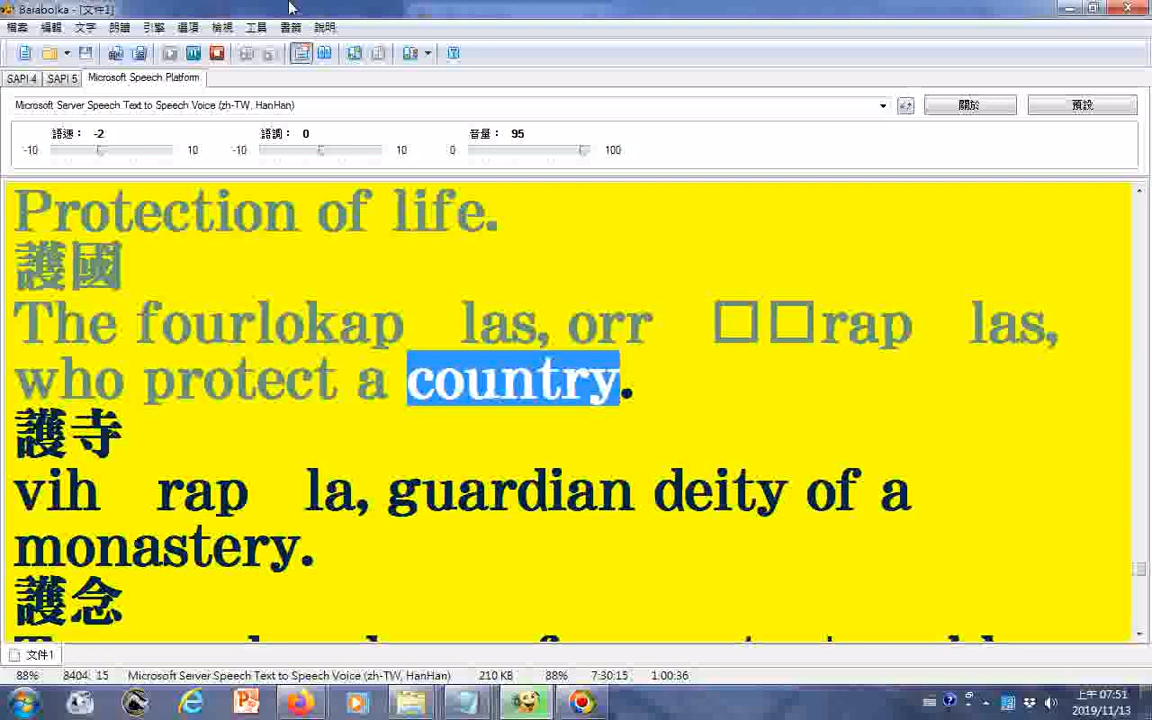 Balabolka - [文件1]
檔案 編輯 文字 朗讀 引擎 選項 檢視 工具 書籤 說明
SAPI 4 SAPI 5 Microsoft Speech Platform
Microsoft Server Speech Text to Speech Voice (zh-TW, HanHan) 關於 預設
語速： -2 語調： 0 音量： 95
-10 10 -10 10 0 100
Protection of life.
護國
The fourlokap las, orr □□rap las,
who protect a country.
護寺
vih rap la, guardian deity of a
monastery.
護念
文件1
88% 8404: 15 Microsoft Server Speech Text to Speech Voice (zh-TW, HanHan) 210 KB 88% 7:30:15 1:00:36
上午 07:51
2019/11/13